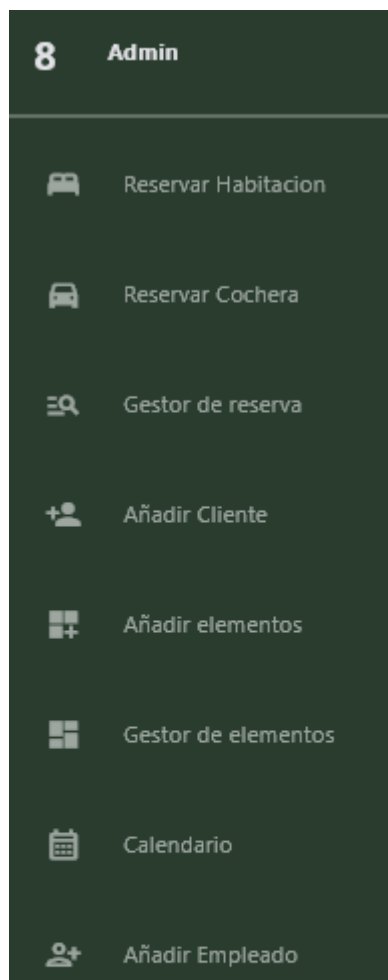 8 Admin
Reservar Habitacion
Reservar Cochera
Gestor de reserva
Añadir Cliente
Añadir elementos
Gestor de elementos
Calendario
Añadir Empleado